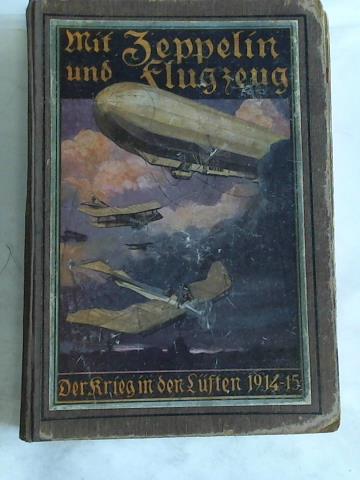 Mit Zeppelin
und Flugzeug
Der Krieg in den Lüften 1914-15